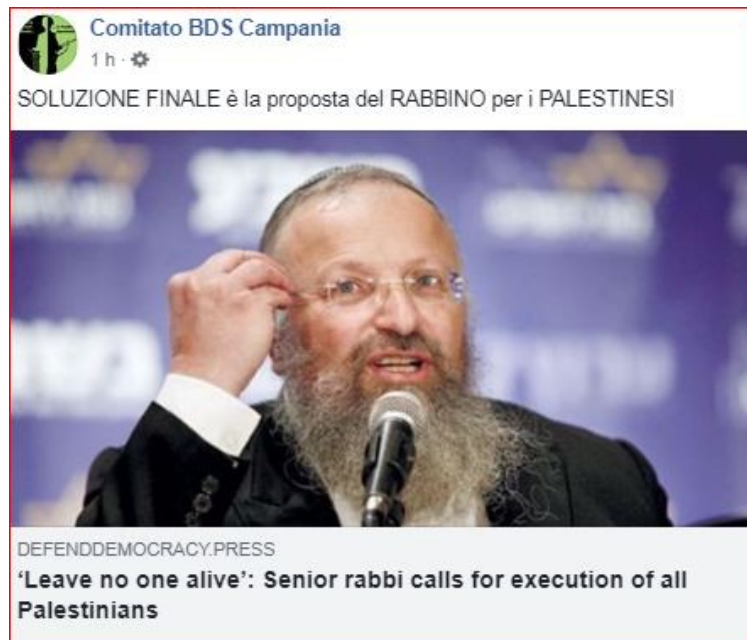 Comitato BDS Campania
1 h ·
SOLUZIONE FINALE è la proposta del RABBINO per i PALESTINESI
DEFENDDEMOCRACY.PRESS
‘Leave no one alive’: Senior rabbi calls for execution of all
Palestinians